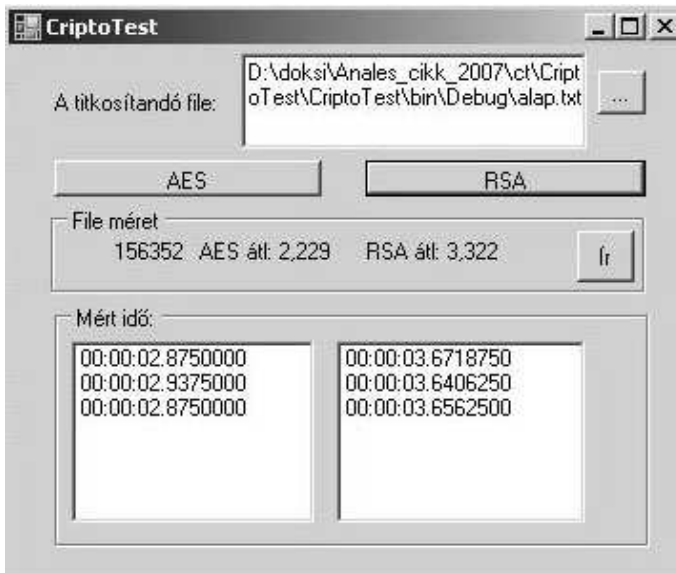 CriptoTest
A titkosítandó file:
D:\doksi\Anales_cikk_2007\ct\Cript
oTest\CriptoTest\bin\Debug\alap.txt
...
AES
RSA
File méret
156352 AES átl: 2,229 RSA átl: 3,322
Ír
Mért idő:
00:00:02.8750000
00:00:02.9375000
00:00:02.8750000
00:00:03.6718750
00:00:03.6406250
00:00:03.6562500